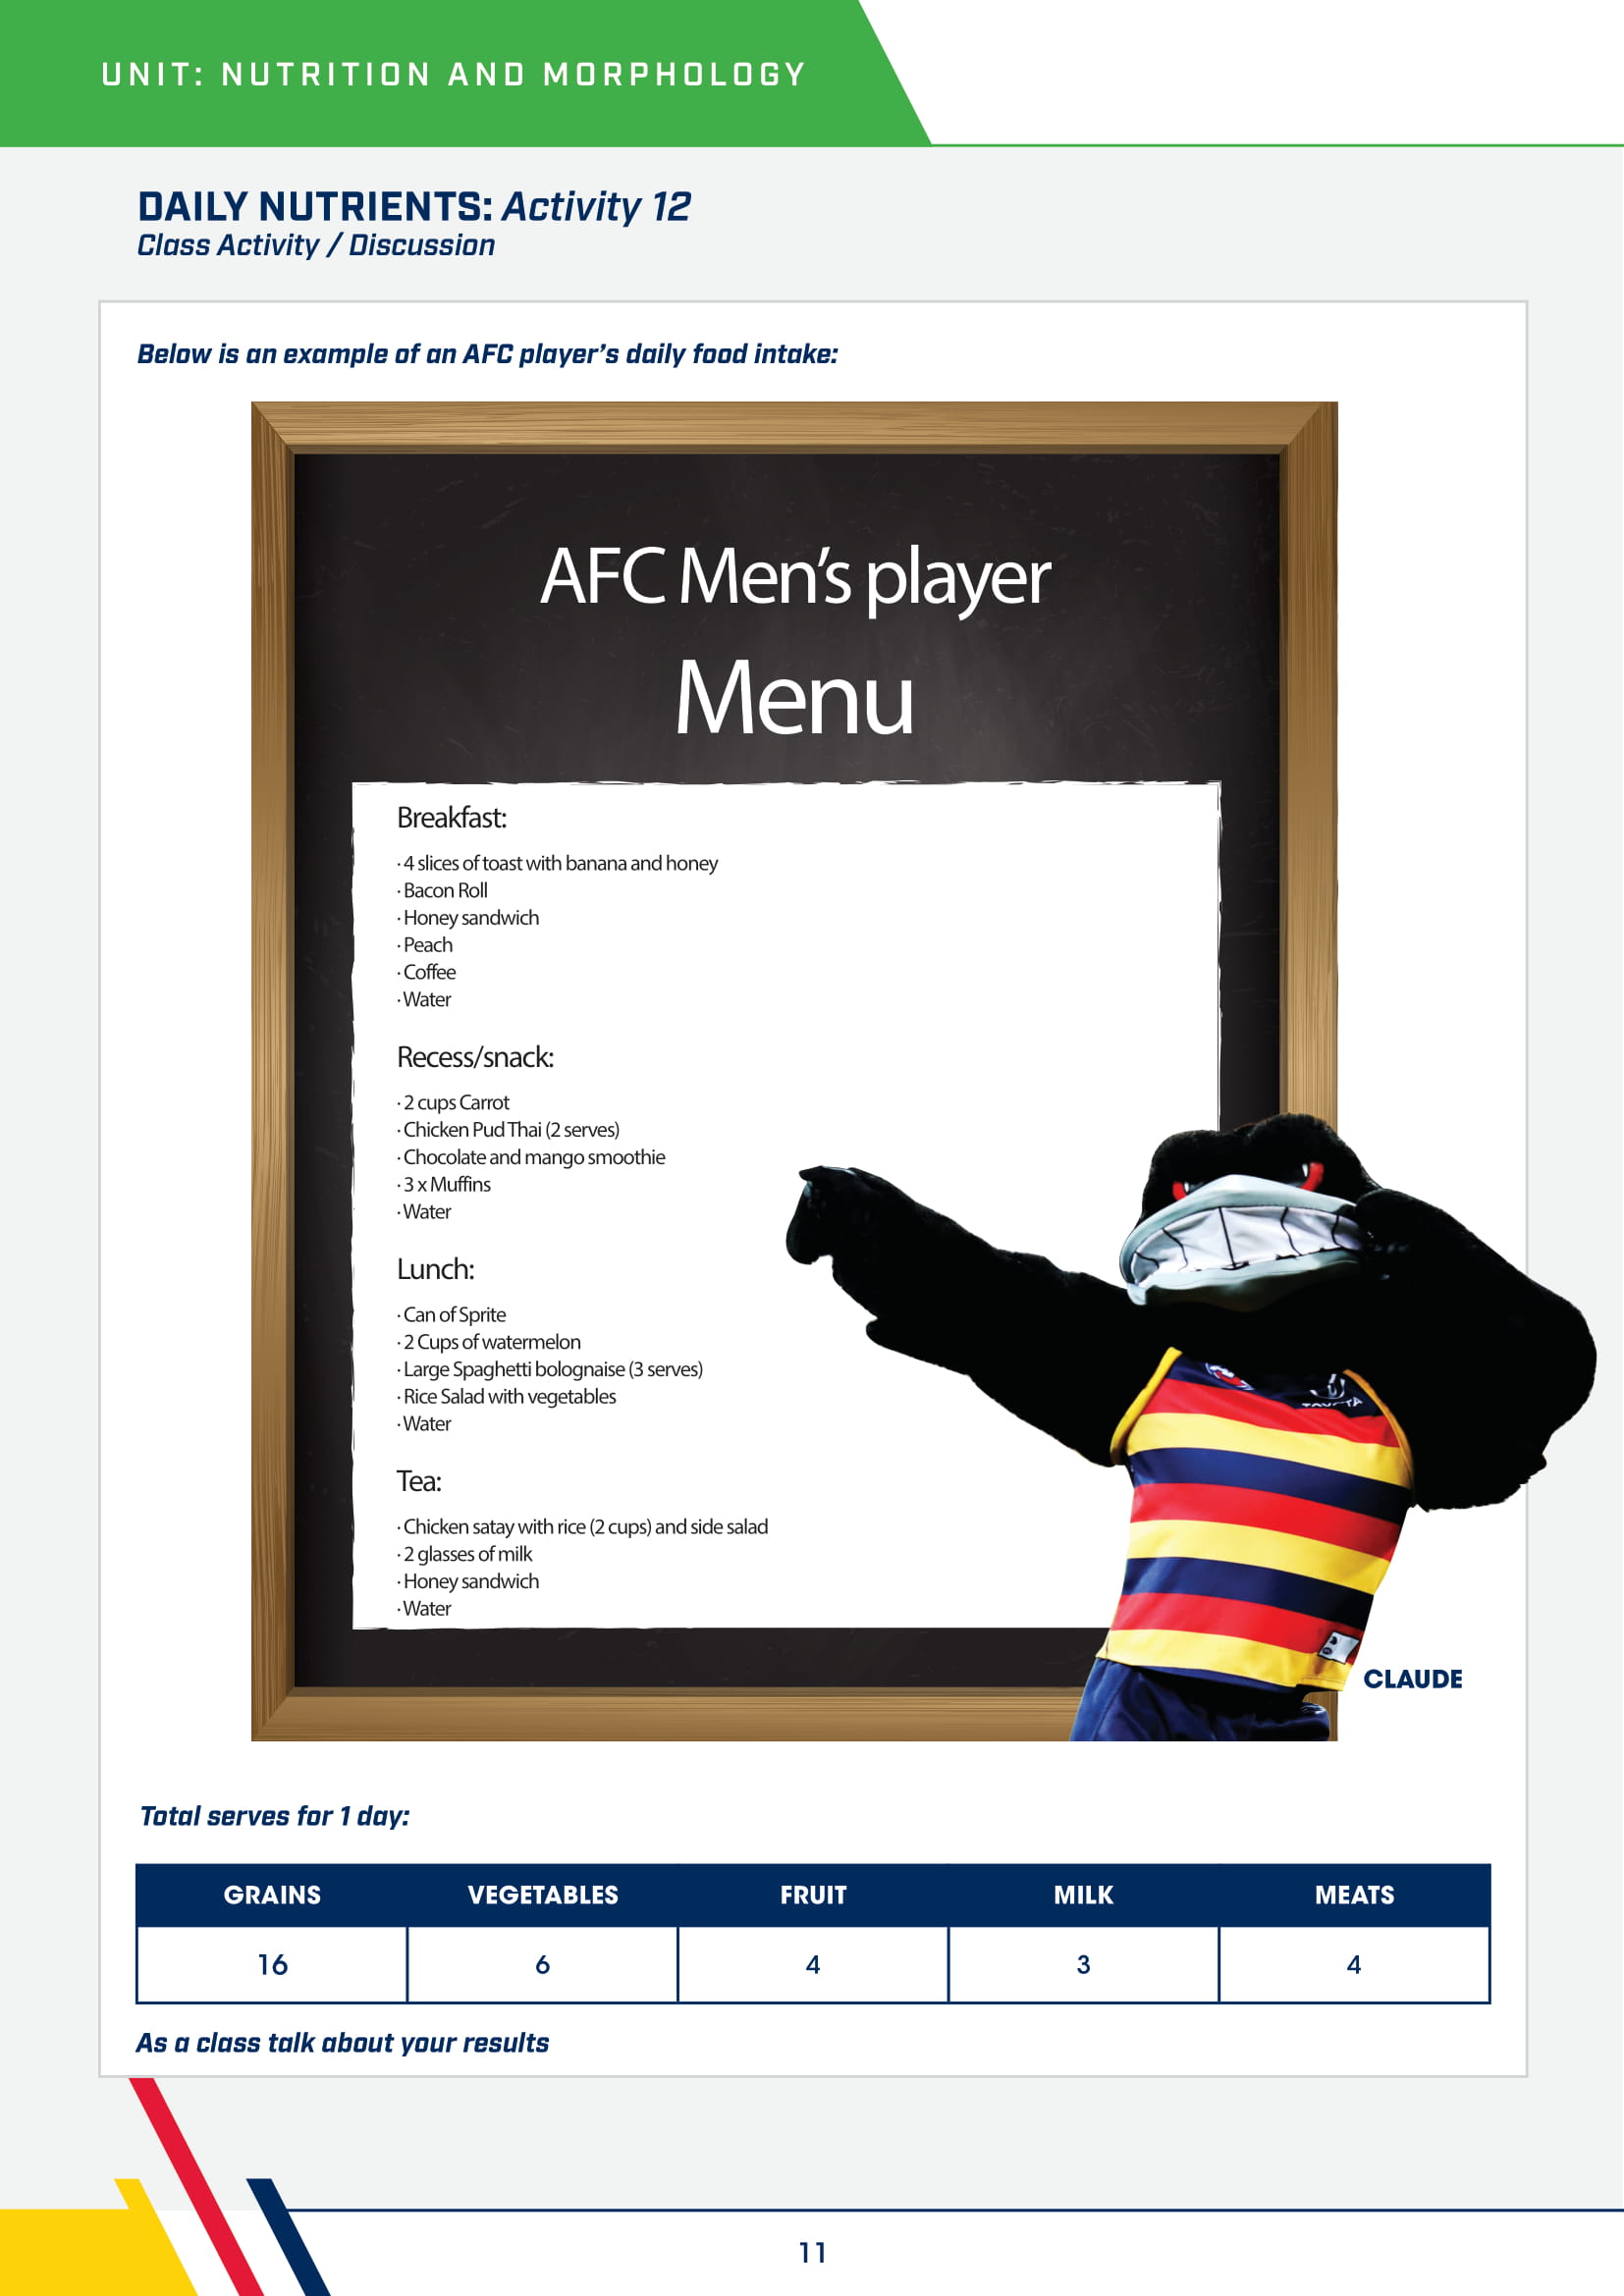 UNIT: NUTRITION AND MORPHOLOGY
DAILY NUTRIENTS: Activity 12
Class Activity / Discussion
Below is an example of an AFC player’s daily food intake:
AFC Men’s player
Menu
Breakfast:
· 4 slices of toast with banana and honey
· Bacon Roll
· Honey sandwich
· Peach
· Coffee
· Water
Recess/snack:
· 2 cups Carrot
· Chicken Pud Thai (2 serves)
· Chocolate and mango smoothie
· 3 x Muffins
· Water
Lunch:
· Can of Sprite
· 2 Cups of watermelon
· Large Spaghetti bolognaise (3 serves)
· Rice Salad with vegetables
· Water
Tea:
· Chicken satay with rice (2 cups) and side salad
· 2 glasses of milk
· Honey sandwich
· Water
TOYOTA
CLAUDE
Total serves for 1 day:
GRAINS VEGETABLES FRUIT MILK MEATS
16 6 4 3 4
As a class talk about your results
11